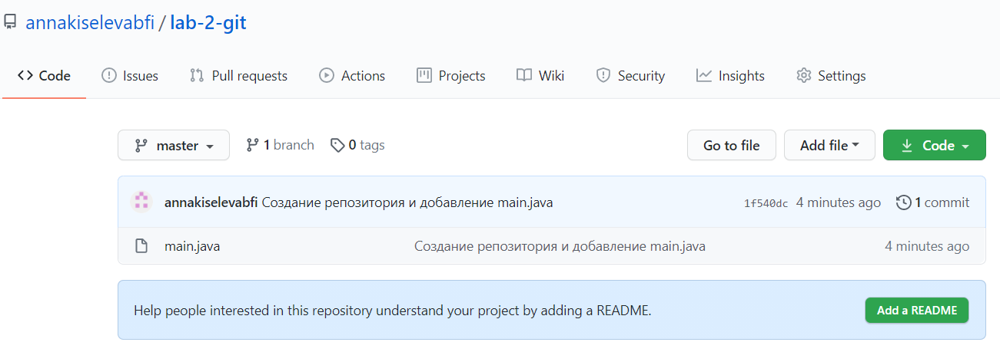 annakiselevabfi / lab-2-git
Code Issues Pull requests Actions Projects Wiki Security Insights Settings
master 1 branch 0 tags Go to file Add file Code
annakiselevabfi Создание репозитория и добавление main.java 1f540dc 4 minutes ago 1 commit
main.java Создание репозитория и добавление main.java 4 minutes ago
Help people interested in this repository understand your project by adding a README. Add a README